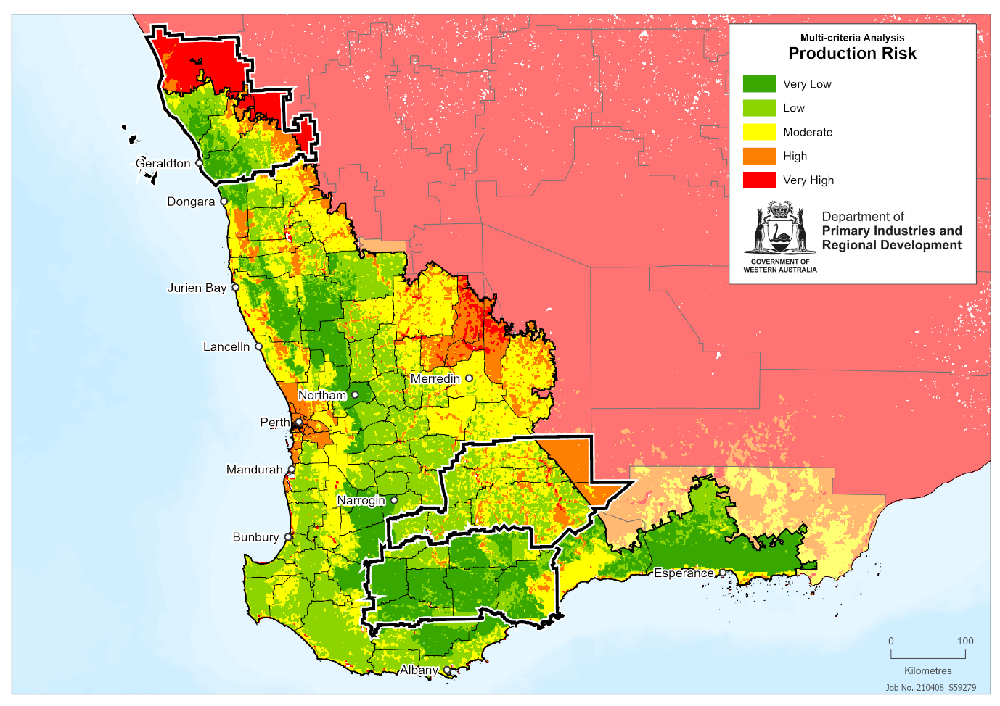 Multi-criteria Analysis
Production Risk
Very Low
Low
Moderate
High
Very High
Department of
Primary Industries and
Regional Development
GOVERNMENT OF
WESTERN AUSTRALIA
Geraldton
Dongara
Jurien Bay
Lancelin
Merredin
Northam
Perth
Mandurah
Narrogin
Bunbury
Esperance
Albany
0 100
Kilometres
Job No. 210408_S59279